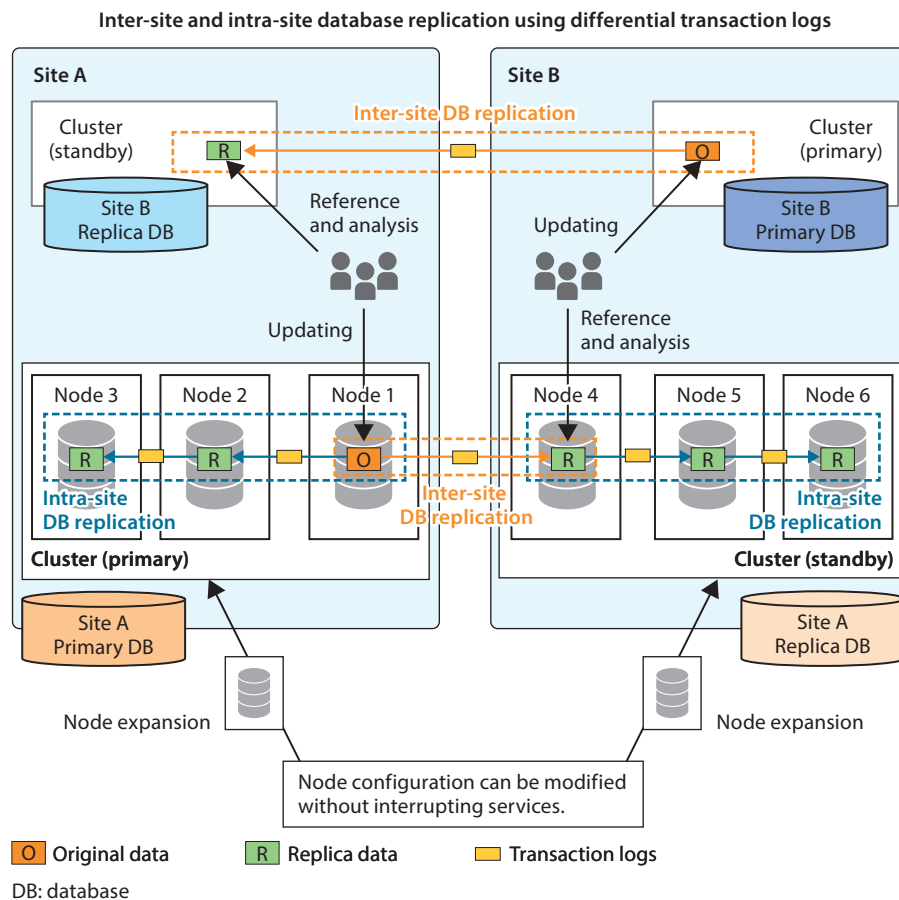 Inter-site and intra-site database replication using differential transaction logs
Site A
Site B
Inter-site DB replication
Cluster
(standby)
R
O
Cluster
(primary)
Site B
Replica DB
Reference
and analysis
Updating
Site B
Primary DB
Updating
Reference
and analysis
Node 3
Node 2
Node 1
Node 4
Node 5
Node 6
R
R
O
R
R
R
Intra-site
DB replication
Inter-site
DB replication
Intra-site
DB replication
Cluster (primary)
Cluster (standby)
Site A
Primary DB
Site A
Replica DB
Node expansion
Node expansion
Node configuration can be modified
without interrupting services.
O Original data
R Replica data
Transaction logs
DB: database